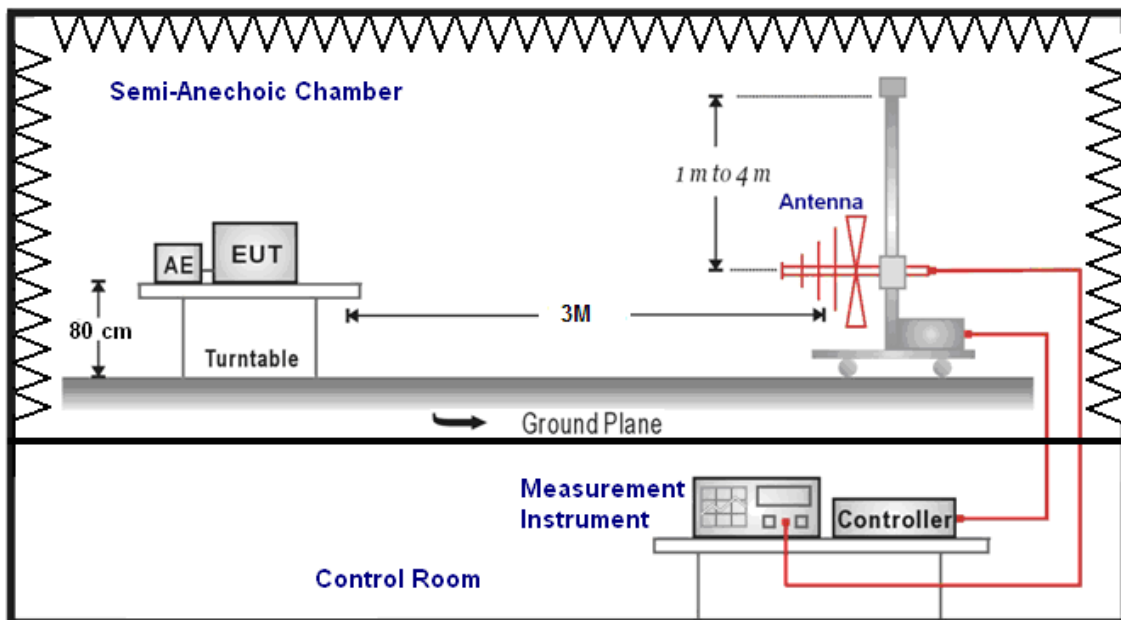 Semi-Anechoic Chamber
1 m to 4 m
Antenna
AE
EUT
80 cm
3M
Turntable
Ground Plane
Measurement
Instrument
Controller
Control Room